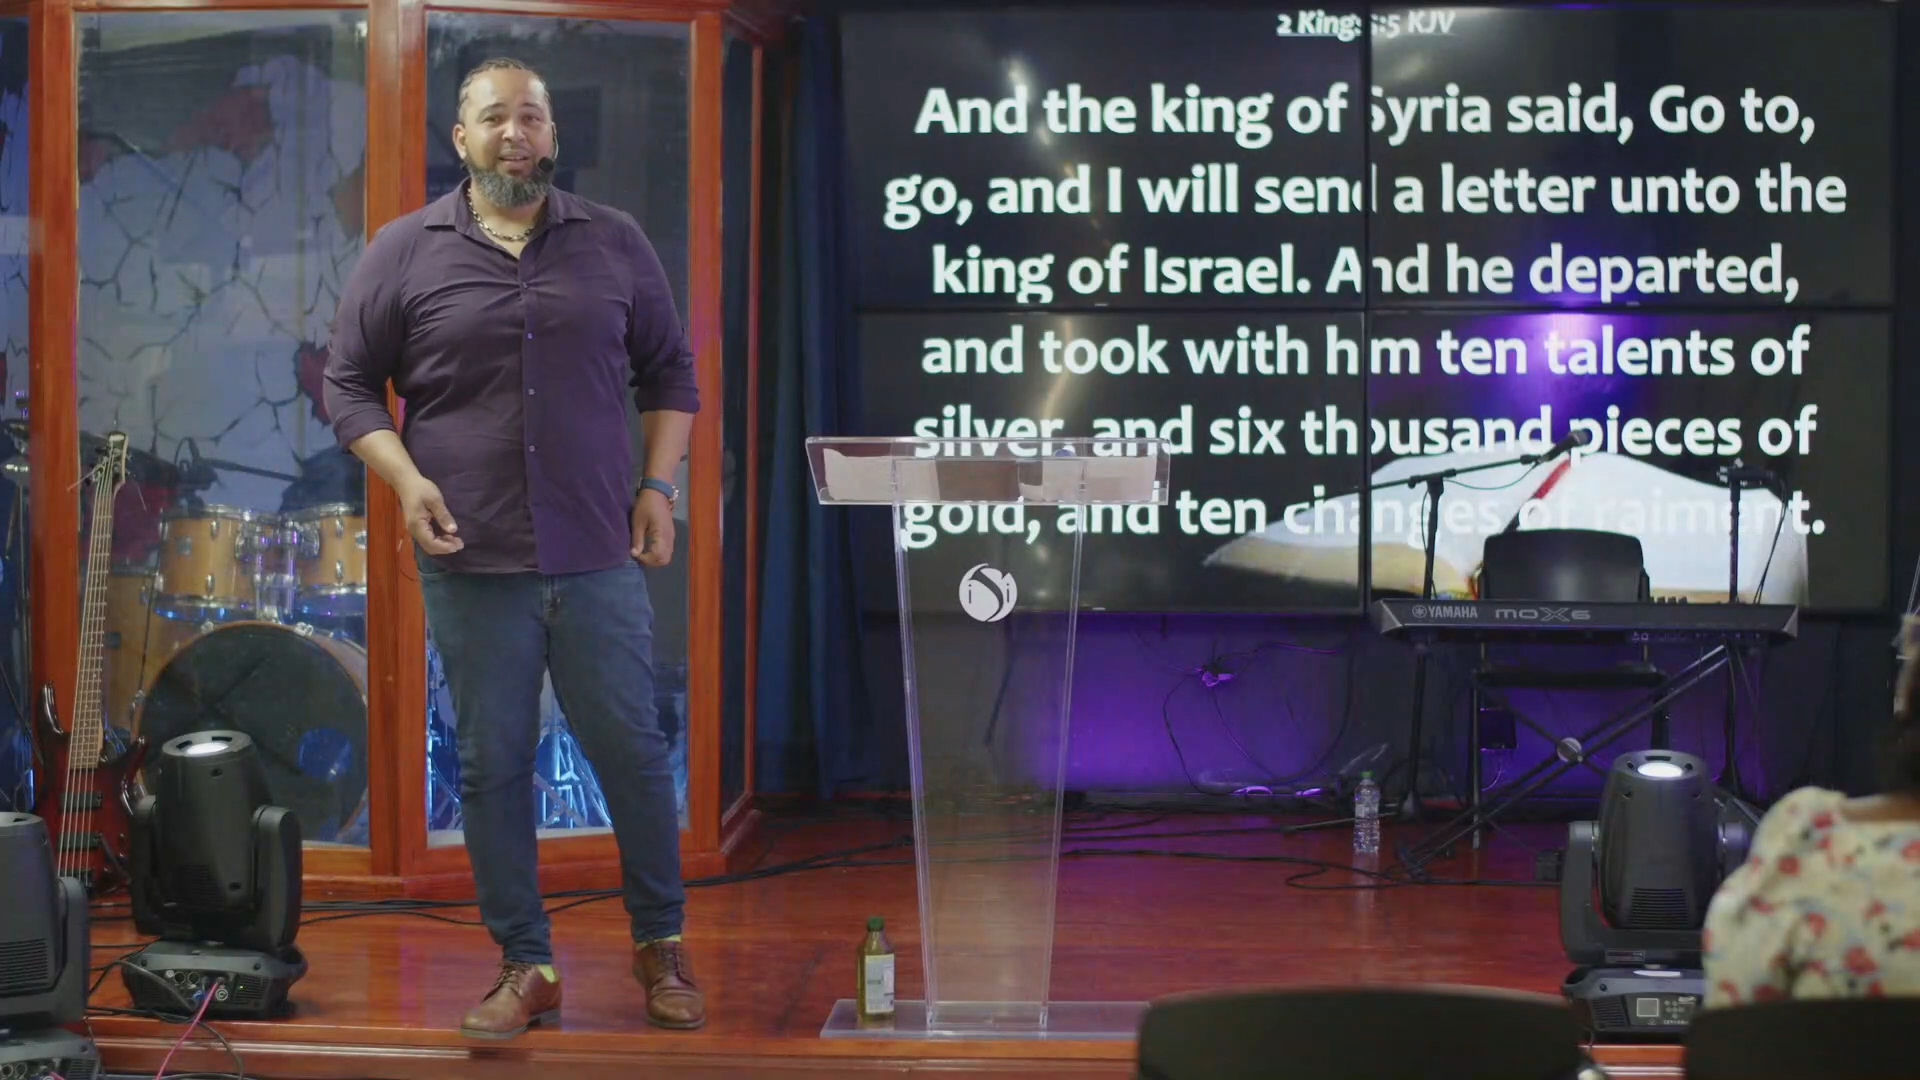 2 Kings 5:5 KJV
And the king of Syria said, Go to,
go, and I will send a letter unto the
king of Israel. And he departed,
and took with him ten talents of
silver, and six thousand pieces of
gold, and ten changes of raiment.
YAMAHA MOX6